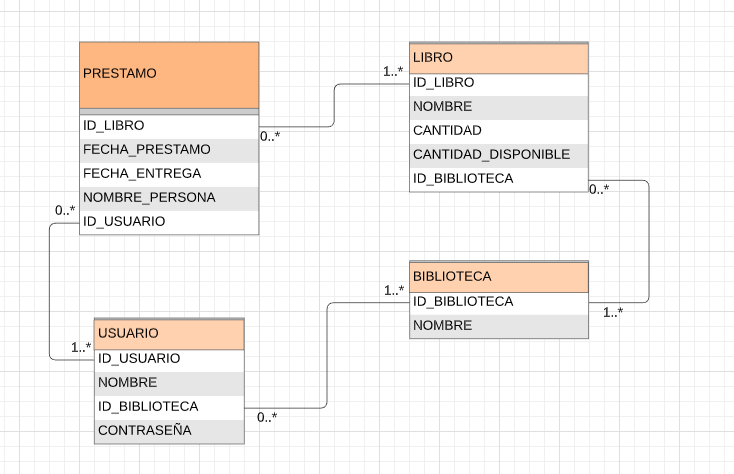 PRESTAMO
ID_LIBRO
FECHA_PRESTAMO
FECHA_ENTREGA
NOMBRE_PERSONA
ID_USUARIO
0..*
0..*
1..*
LIBRO
ID_LIBRO
NOMBRE
CANTIDAD
CANTIDAD_DISPONIBLE
ID_BIBLIOTECA
0..*
1..*
BIBLIOTECA
ID_BIBLIOTECA
NOMBRE
1..*
1..*
USUARIO
ID_USUARIO
NOMBRE
ID_BIBLIOTECA
CONTRASEÑA
0..*